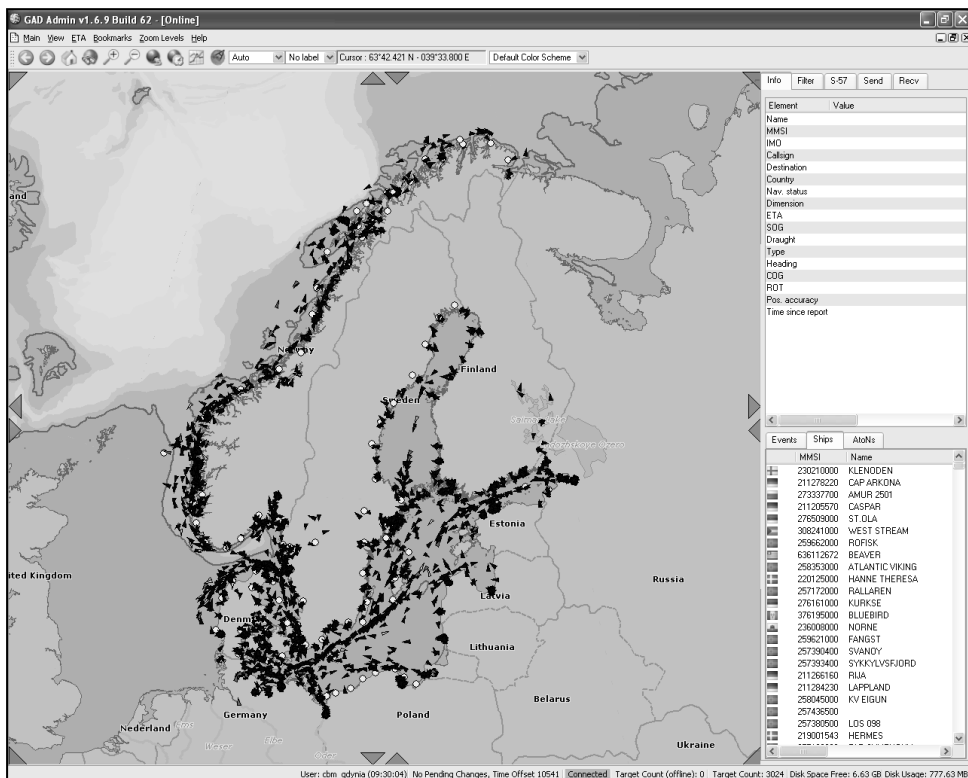 GAD Admin v1.6.9 Build 62 - [Online]
Main View ETA Bookmarks Zoom Levels Help
Auto No label Cursor : 63°42.421 N - 039°33.800 E Default Color Scheme
Info Filter S-57 Send Recv
Element Value
Name
MMSI
IMO
Callsign
Destination
Country
Nav. status
Dimension
ETA
SOG
Draught
Type
Heading
COG
ROT
Pos. accuracy
Time since report
and
Norway
Finland
Sweden
Estonia
Russia
Latvia
ited Kingdom
Denm
Lithuania
Belarus
Nederland
Ems
Germany
Poland
Weser
Elbe
Oder
Ukraine
Events Ships AtoNs
MMSI Name
230210000 KLENODEN
211278220 CAP ARKONA
273337700 AMUR 2501
211205570 CASPAR
276509000 ST.OLA
308241000 WEST STREAM
259662000 ROFISK
636112672 BEAVER
258353000 ATLANTIC VIKING
220125000 HANNE THERESA
257172000 RALLAREN
276161000 KURKSE
376195000 BLUEBIRD
236008000 NORNE
259621000 FANGST
257390400 SVANOY
257393400 SYKKYLVSFJORD
211266160 RIJA
211284230 LAPPLAND
258045000 KV EIGUN
257436500
257380500 LOS 098
219001543 HERMES
User: cbm_gdynia (09:30:04) No Pending Changes, Time Offset 10541 Connected Target Count (offline): 0 Target Count: 3024 Disk Space Free: 6.63 GB Disk Usage: 777.63 MB